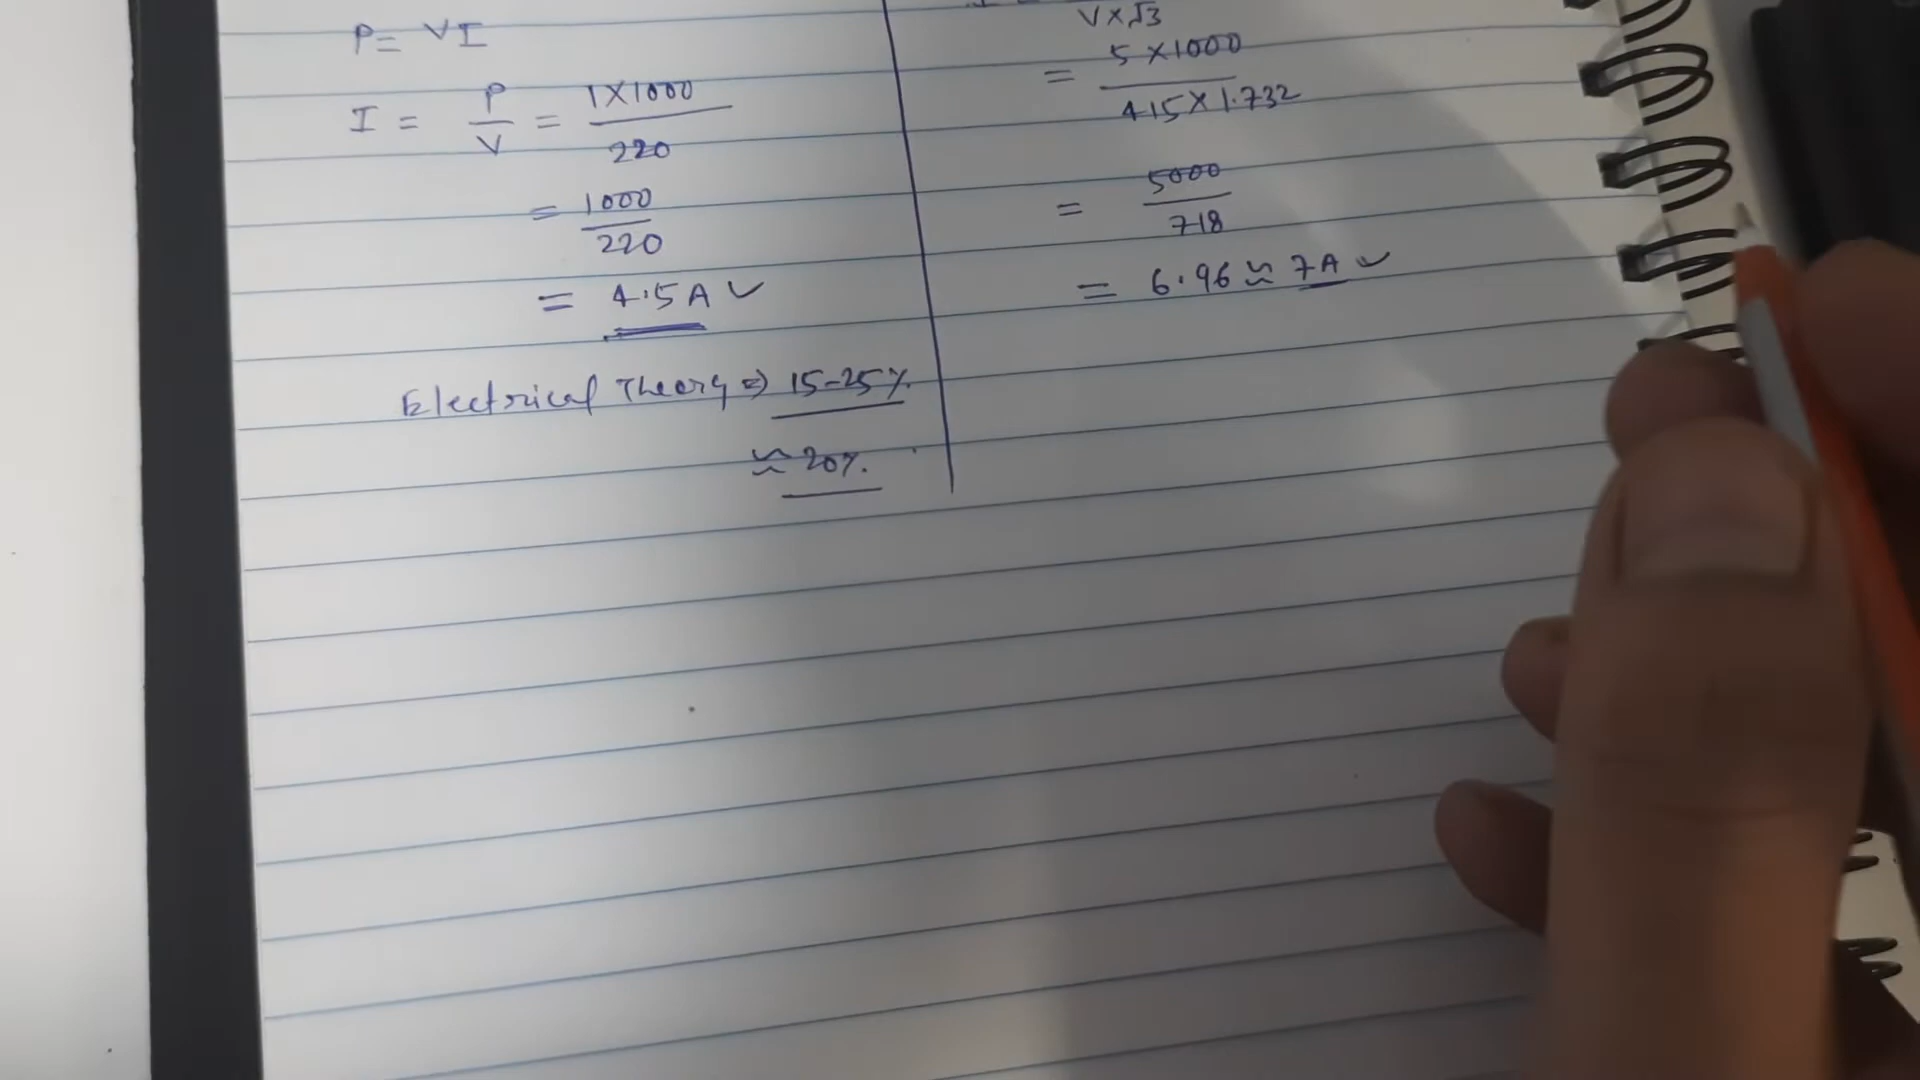 P = VI
I = P/V = 1×1000/220
= 1000/220
= 4.5 A ✓
Electrical Theory ⇒ 15-25%.
≈ 20%.
V×√3
= 5×1000/415×1.732
= 5000/718
= 6.96 ≈ 7A ✓